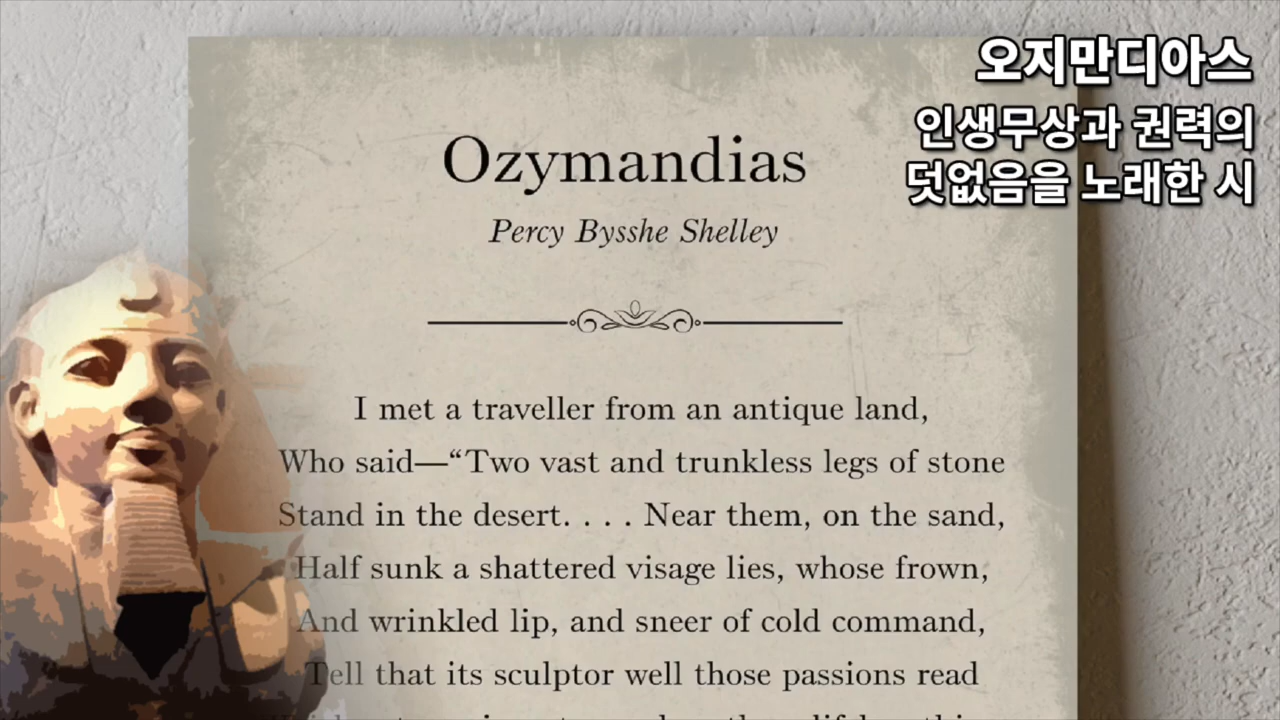 오지만디아스
인생무상과 권력의
덧없음을 노래한 시
Ozymandias
Percy Bysshe Shelley
I met a traveller from an antique land,
Who said—“Two vast and trunkless legs of stone
Stand in the desert. . . . Near them, on the sand,
Half sunk a shattered visage lies, whose frown,
And wrinkled lip, and sneer of cold command,
Tell that its sculptor well those passions read